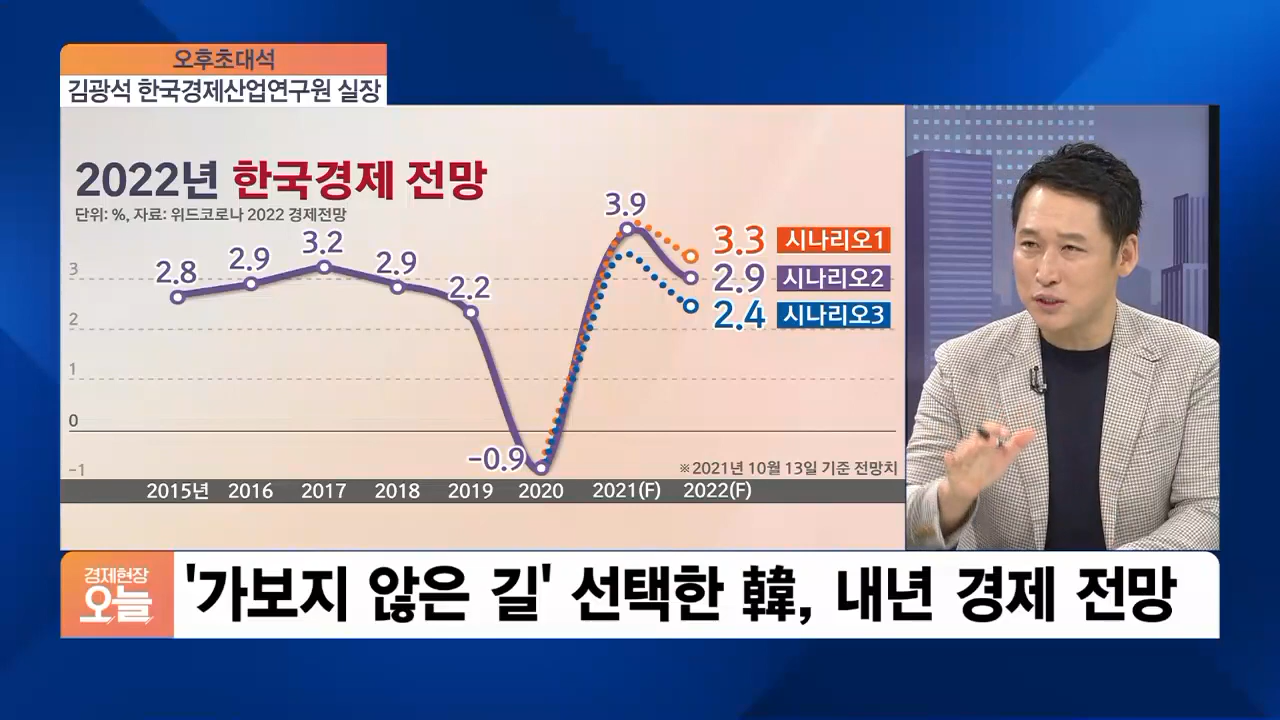 오후초대석
김광석 한국경제산업연구원 실장
2022년 한국경제 전망
단위: %, 자료: 위드코로나 2022 경제전망
3.9
3.2
2.9
2.9
2.8
2.2
3.3 시나리오1
2.9 시나리오2
2.4 시나리오3
3
2
1
0
-1
-0.9
※2021년 10월 13일 기준 전망치
2015년 2016 2017 2018 2019 2020 2021(F) 2022(F)
경제현장
오늘
'가보지 않은 길' 선택한 韓, 내년 경제 전망